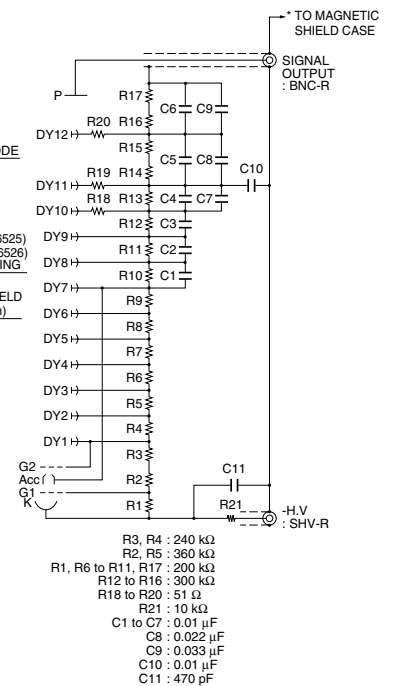 * TO MAGNETIC
SHIELD CASE
SIGNAL
OUTPUT
: BNC-R
P
R17
C6
C9
DY12
R20
R16
ODE
R15
C5
C8
R19
R14
C10
DY11
R18
R13
C4
C7
DY10
R12
C3
6525)
DY9
6526)
R11
C2
ING
DY8
R10
C1
DY7
ELD
R9
DY6
R8
DY5
R7
DY4
R6
DY3
R5
DY2
R4
DY1
R3
G2
Acc
R2
C11
G1
K
R1
R21
-H.V
: SHV-R
R3, R4 : 240 kΩ
R2, R5 : 360 kΩ
R1, R6 to R11, R17 : 200 kΩ
R12 to R16 : 300 kΩ
R18 to R20 : 51 Ω
R21 : 10 kΩ
C1 to C7 : 0.01 µF
C8 : 0.022 µF
C9 : 0.033 µF
C10 : 0.01 µF
C11 : 470 pF